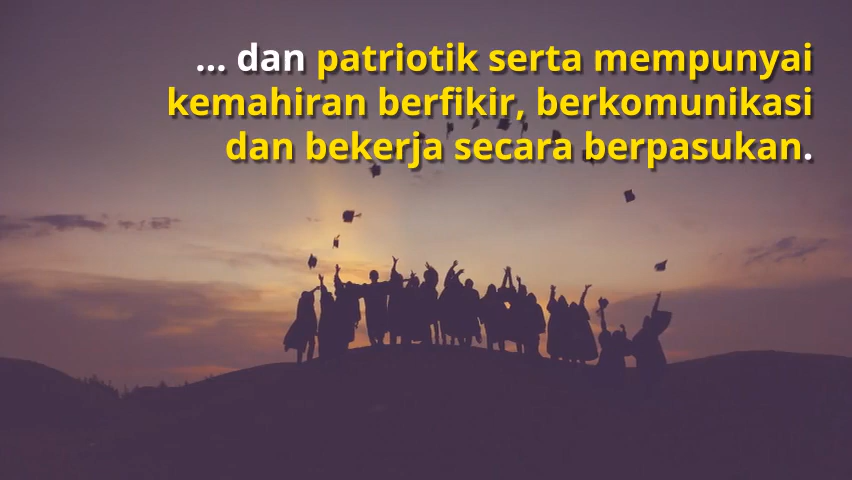 ... dan patriotik serta mempunyai
kemahiran berfikir, berkomunikasi
dan bekerja secara berpasukan.